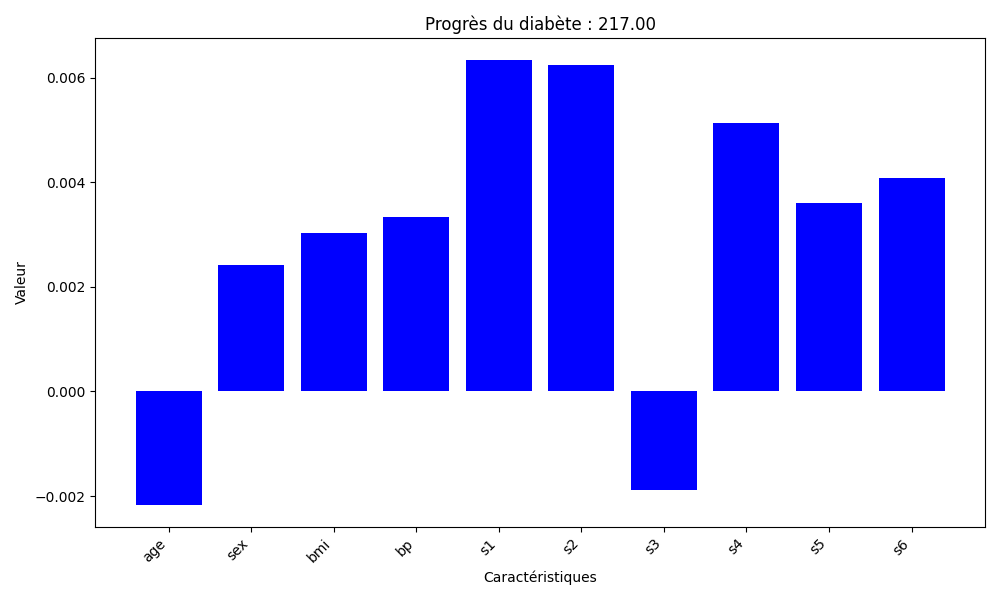 Progrès du diabète : 217.00
0.006
0.004
0.002
0.000
−0.002
Valeur
age
sex
bmi
bp
s1
s2
s3
s4
s5
s6
Caractéristiques